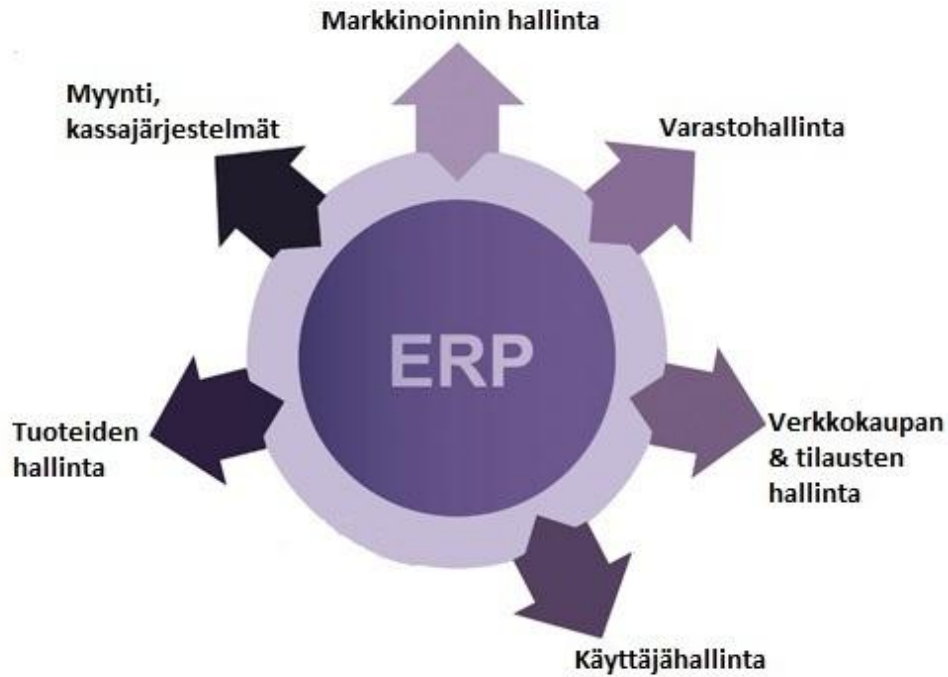 Markkinoinnin hallinta
Myynti,
kassajärjestelmät
Varastohallinta
ERP
Tuoteiden
hallinta
Verkkokaupan
& tilausten
hallinta
Käyttäjähallinta